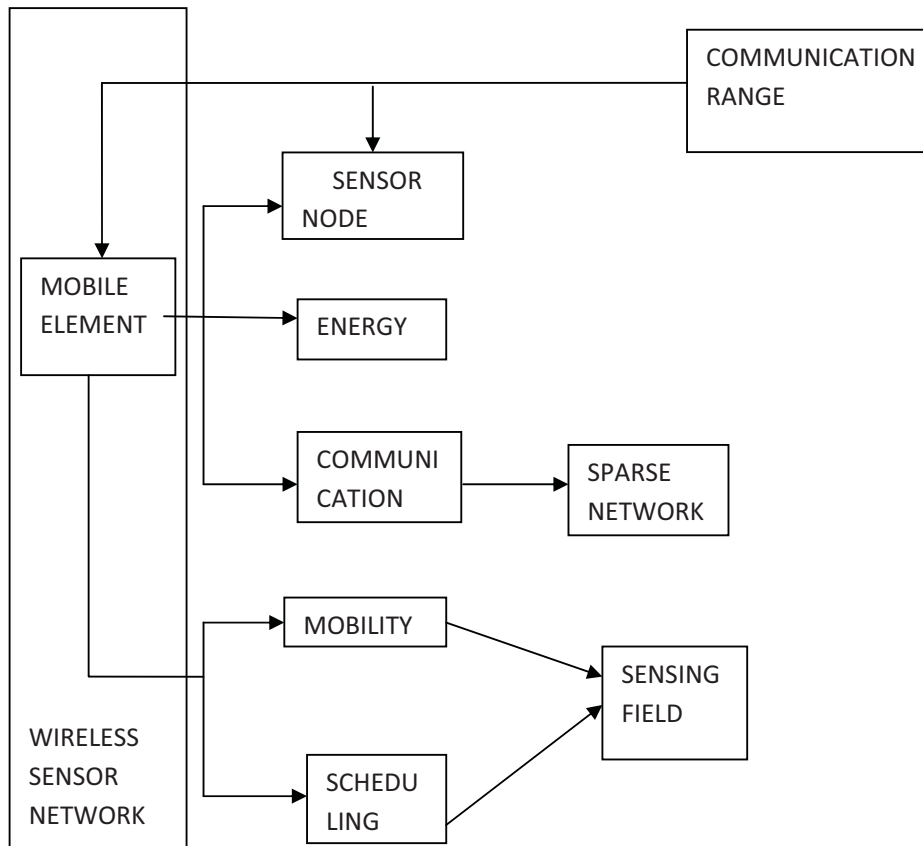 COMMUNICATION
RANGE
SENSOR
NODE
MOBILE
ELEMENT
ENERGY
COMMUNI
CATION
SPARSE
NETWORK
MOBILITY
SENSING
FIELD
WIRELESS
SENSOR
NETWORK
SCHEDU
LING